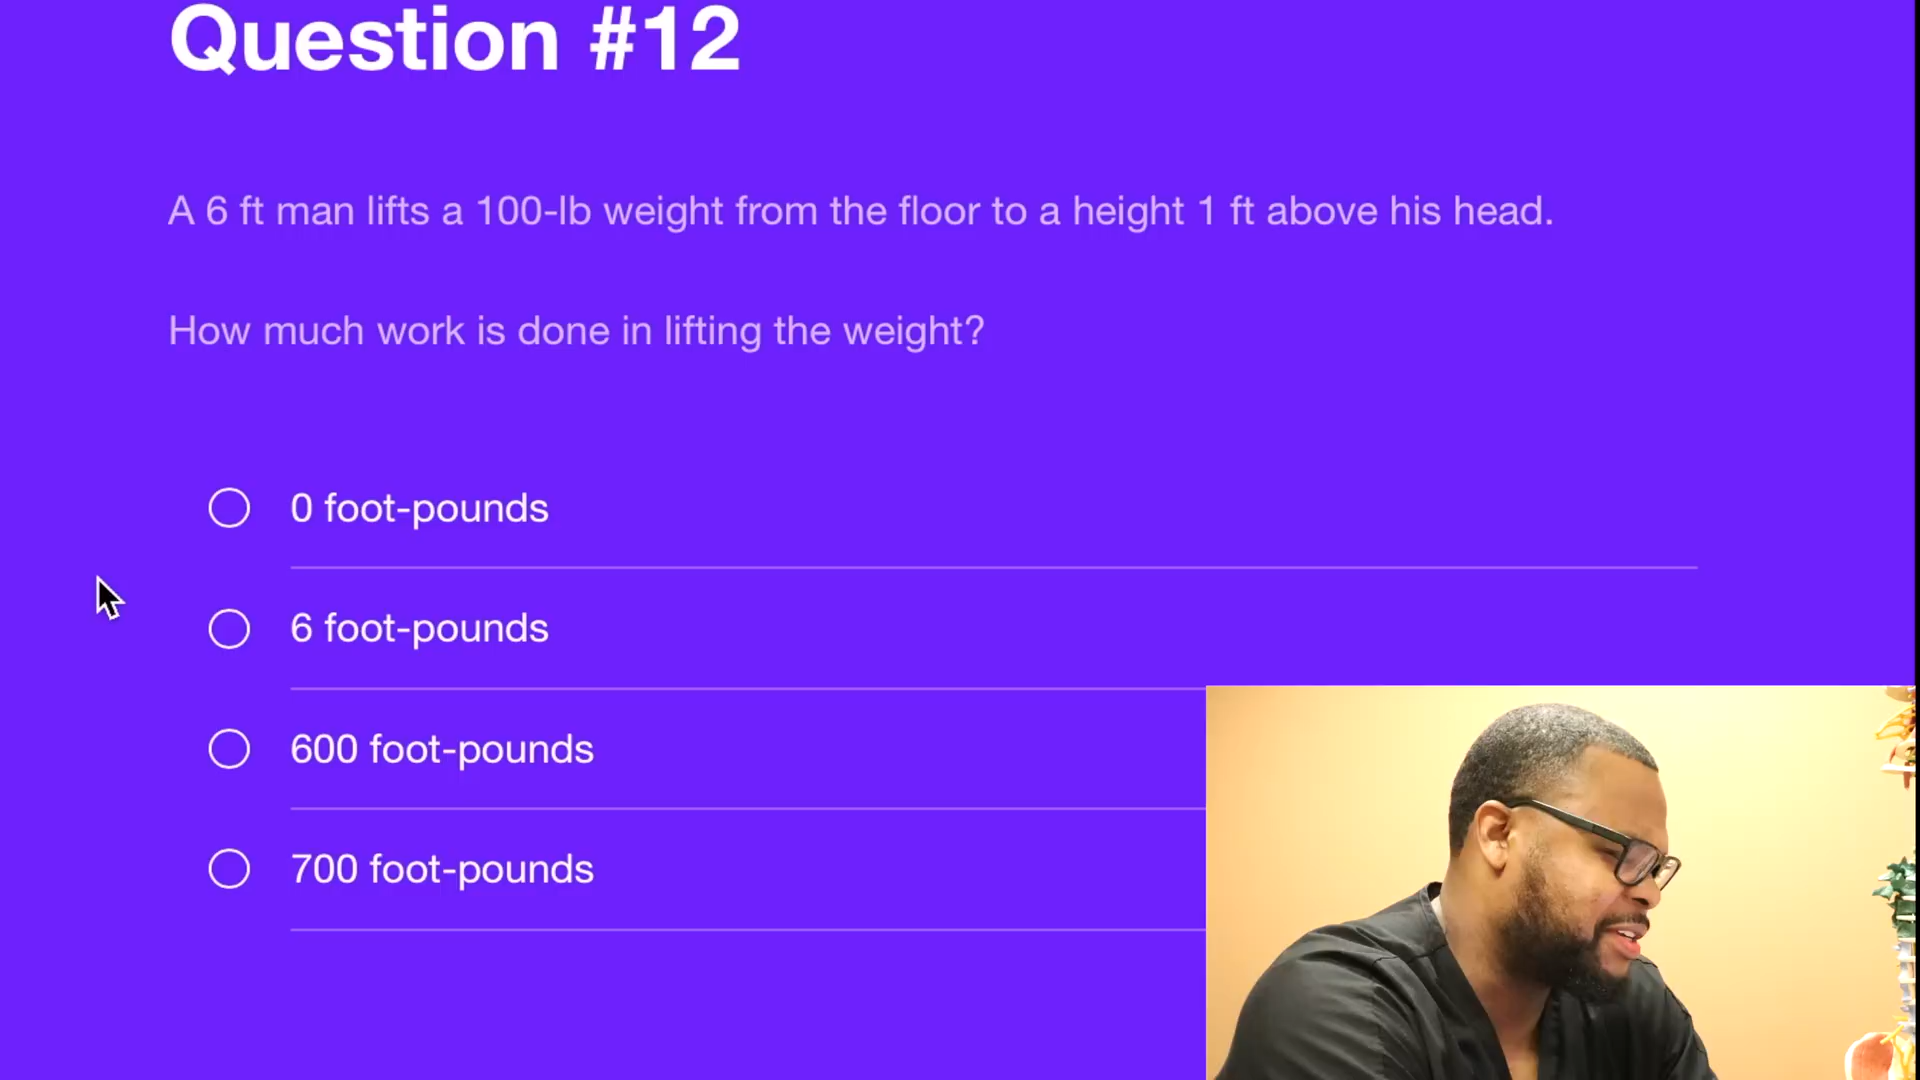 Question #12
A 6 ft man lifts a 100-lb weight from the floor to a height 1 ft above his head.
How much work is done in lifting the weight?
0 foot-pounds
6 foot-pounds
600 foot-pounds
700 foot-pounds